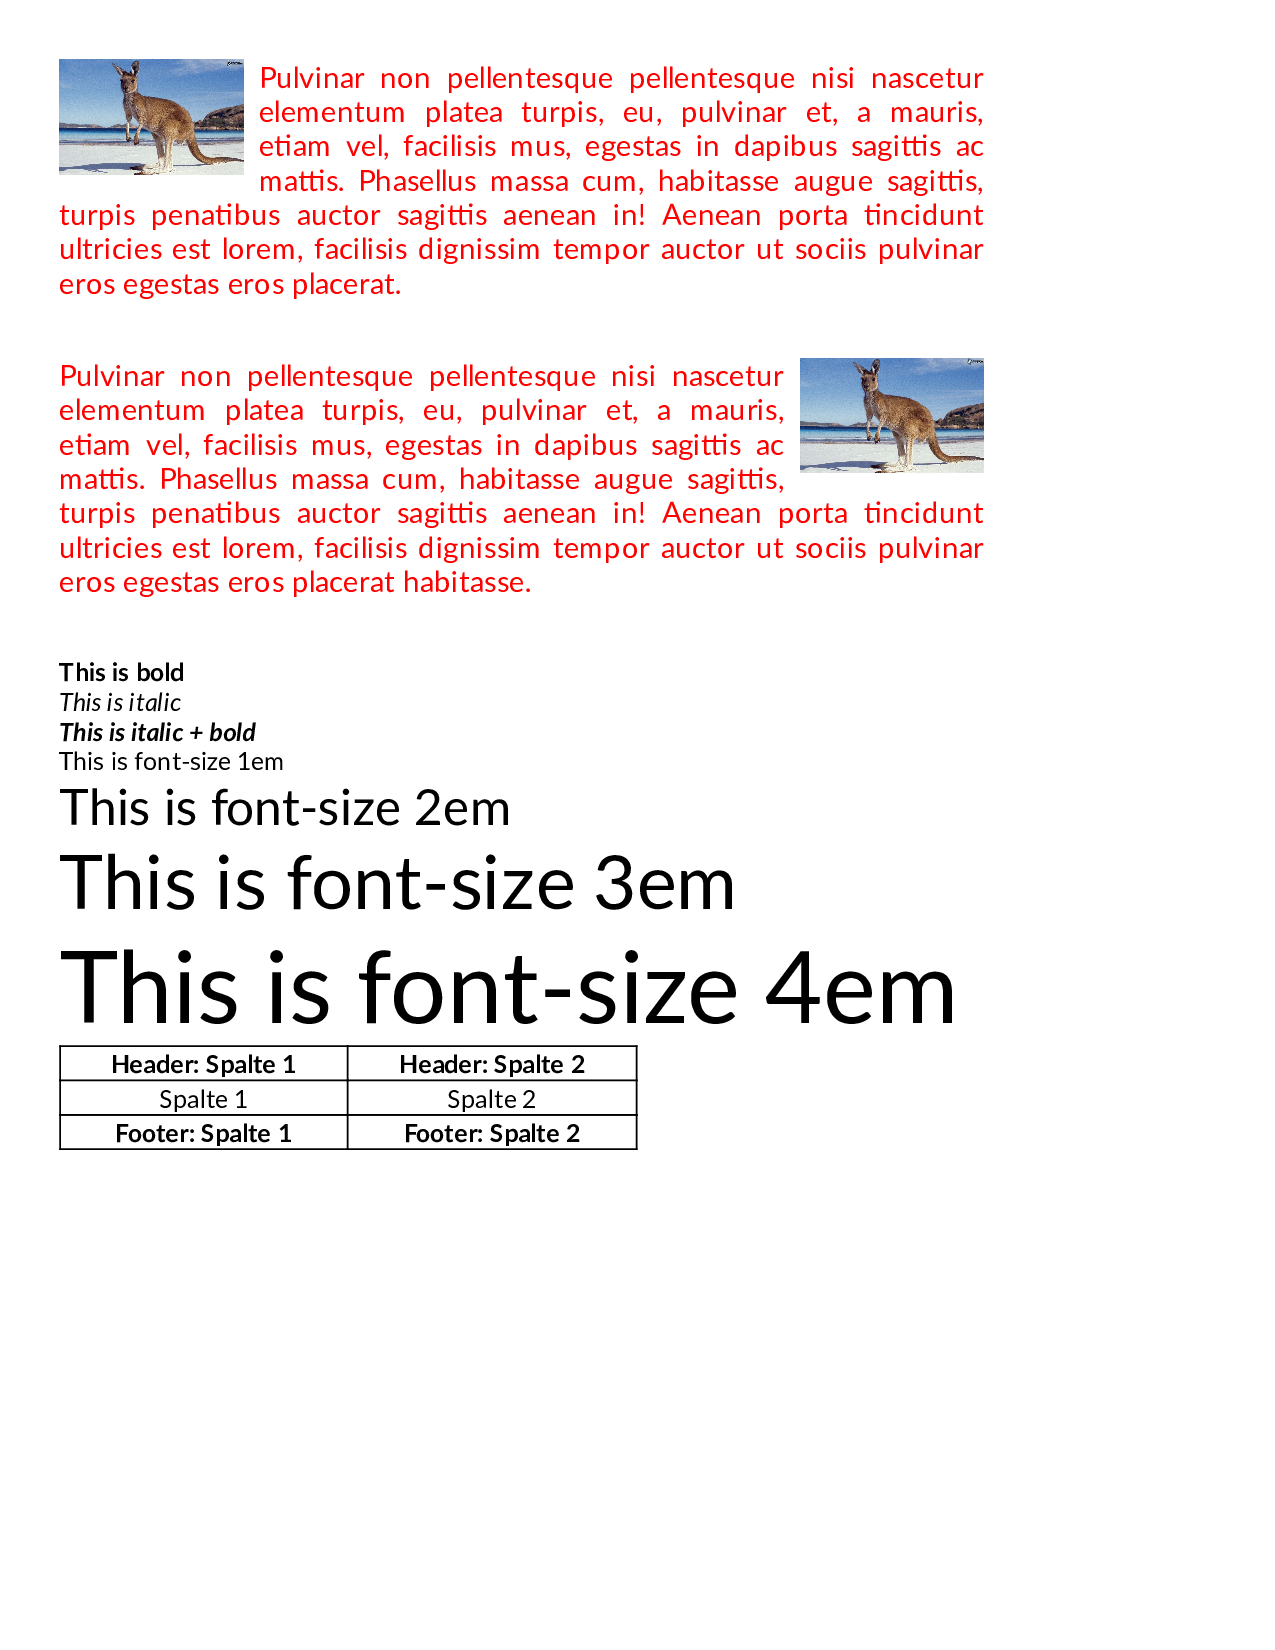 Pulvinar non pellentesque pellentesque nisi nascetur
elementum platea turpis, eu, pulvinar et, a mauris,
etiam vel, facilisis mus, egestas in dapibus sagittis ac
mattis. Phasellus massa cum, habitasse augue sagittis,
turpis penatibus auctor sagittis aenean in! Aenean porta tincidunt
ultricies est lorem, facilisis dignissim tempor auctor ut sociis pulvinar
eros egestas eros placerat.
Pulvinar non pellentesque pellentesque nisi nascetur
elementum platea turpis, eu, pulvinar et, a mauris,
etiam vel, facilisis mus, egestas in dapibus sagittis ac
mattis. Phasellus massa cum, habitasse augue sagittis,
turpis penatibus auctor sagittis aenean in! Aenean porta tincidunt
ultricies est lorem, facilisis dignissim tempor auctor ut sociis pulvinar
eros egestas eros placerat habitasse.
This is bold
This is italic
This is italic + bold
This is font-size 1em
This is font-size 2em
This is font-size 3em
This is font-size 4em
Header: Spalte 1 Header: Spalte 2
Spalte 1 Spalte 2
Footer: Spalte 1 Footer: Spalte 2